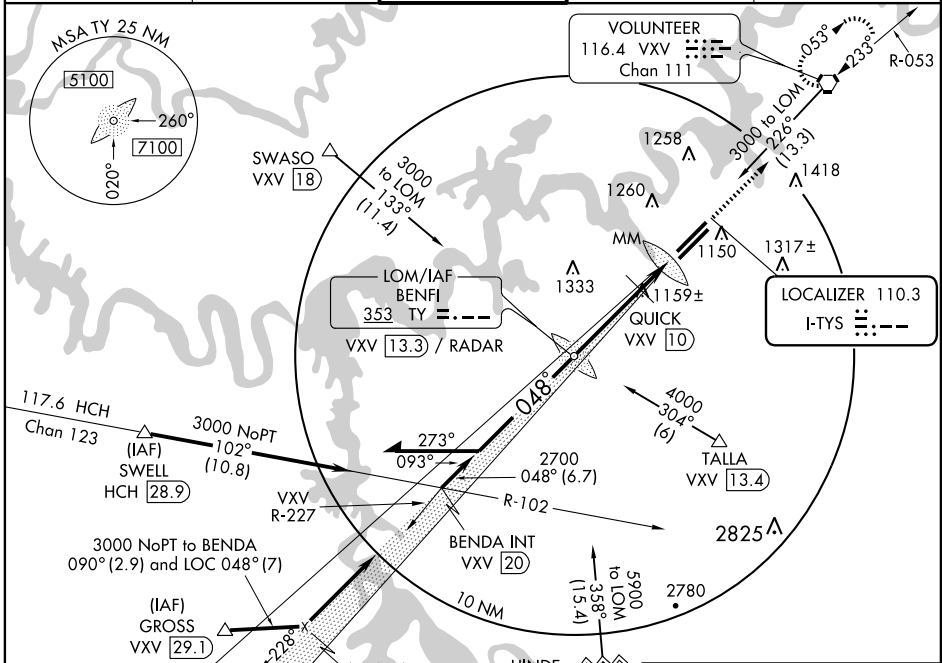 MSA TY 25 NM
5100
260°
7100
020°
VOLUNTEER
116.4 VXV
Chan 111
053°
233°
R-053
3000 to LOM
226°
(13.3)
SWASO
VXV 18
3000
to LOM
133°
(11.4)
1258
1260
1418
MM
1150
1317±
1333
1159±
LOM/IAF
BENFI
353 TY
VXV 13.3 / RADAR
QUICK
VXV 10
LOCALIZER 110.3
I-TYS
048°
117.6 HCH
Chan 123
3000 NoPT
102°
(10.8)
(IAF)
SWELL
HCH 28.9
273°
093°
4000
304°
(6)
TALLA
VXV 13.4
2700
048° (6.7)
R-102
VXV
R-227
BENDA INT
VXV 20
2825
3000 NoPT to BENDA
090° (2.9) and LOC 048° (7)
(IAF)
GROSS
VXV 29.1
228°
10 NM
5900
to LOM
358°
(15.4)
2780